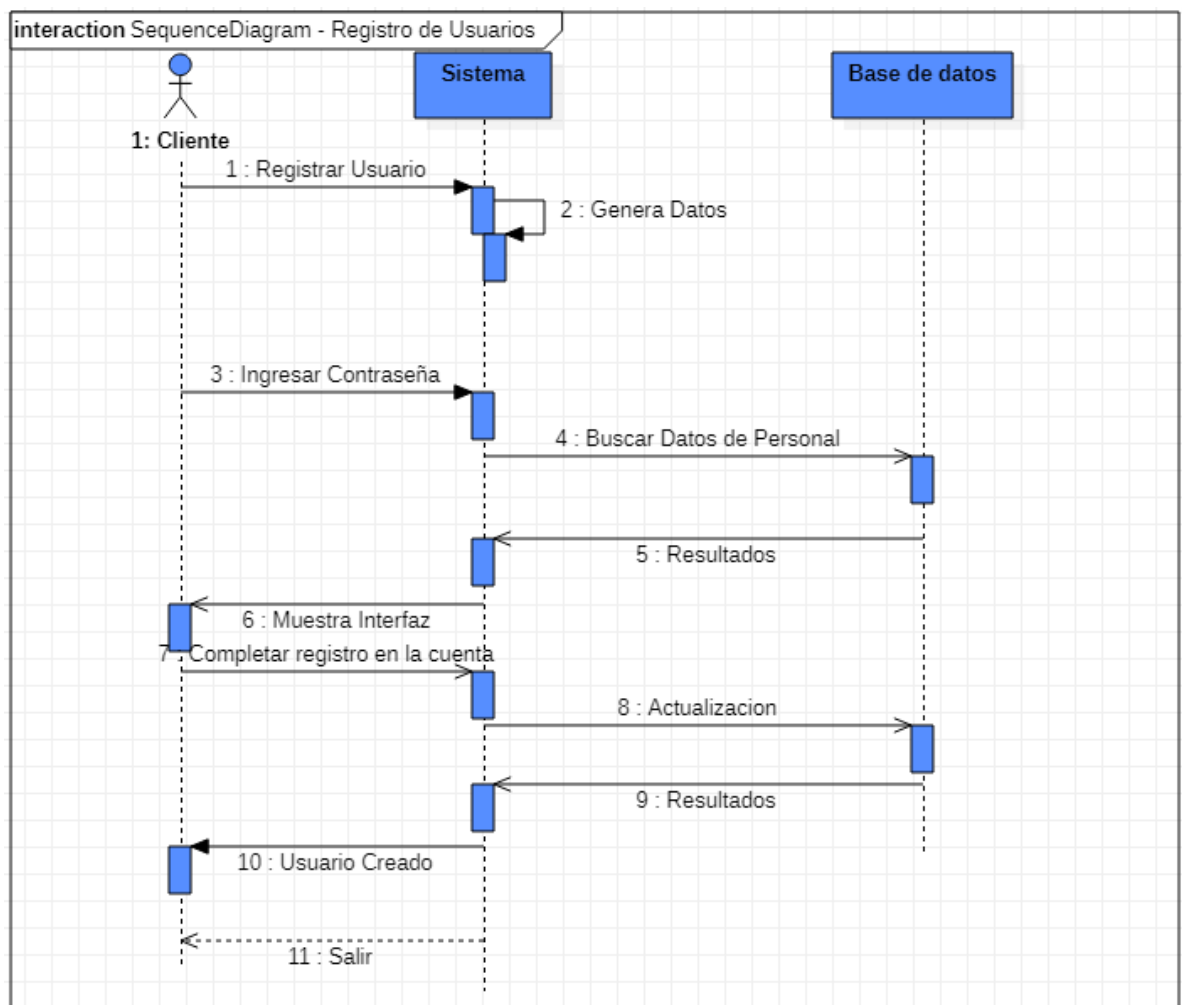 interaction SequenceDiagram - Registro de Usuarios
Sistema
Base de datos
1: Cliente
1 : Registrar Usuario
2 : Genera Datos
3 : Ingresar Contraseña
4 : Buscar Datos de Personal
5 : Resultados
6 : Muestra Interfaz
7 : Completar registro en la cuenta
8 : Actualizacion
9 : Resultados
10 : Usuario Creado
11 : Salir